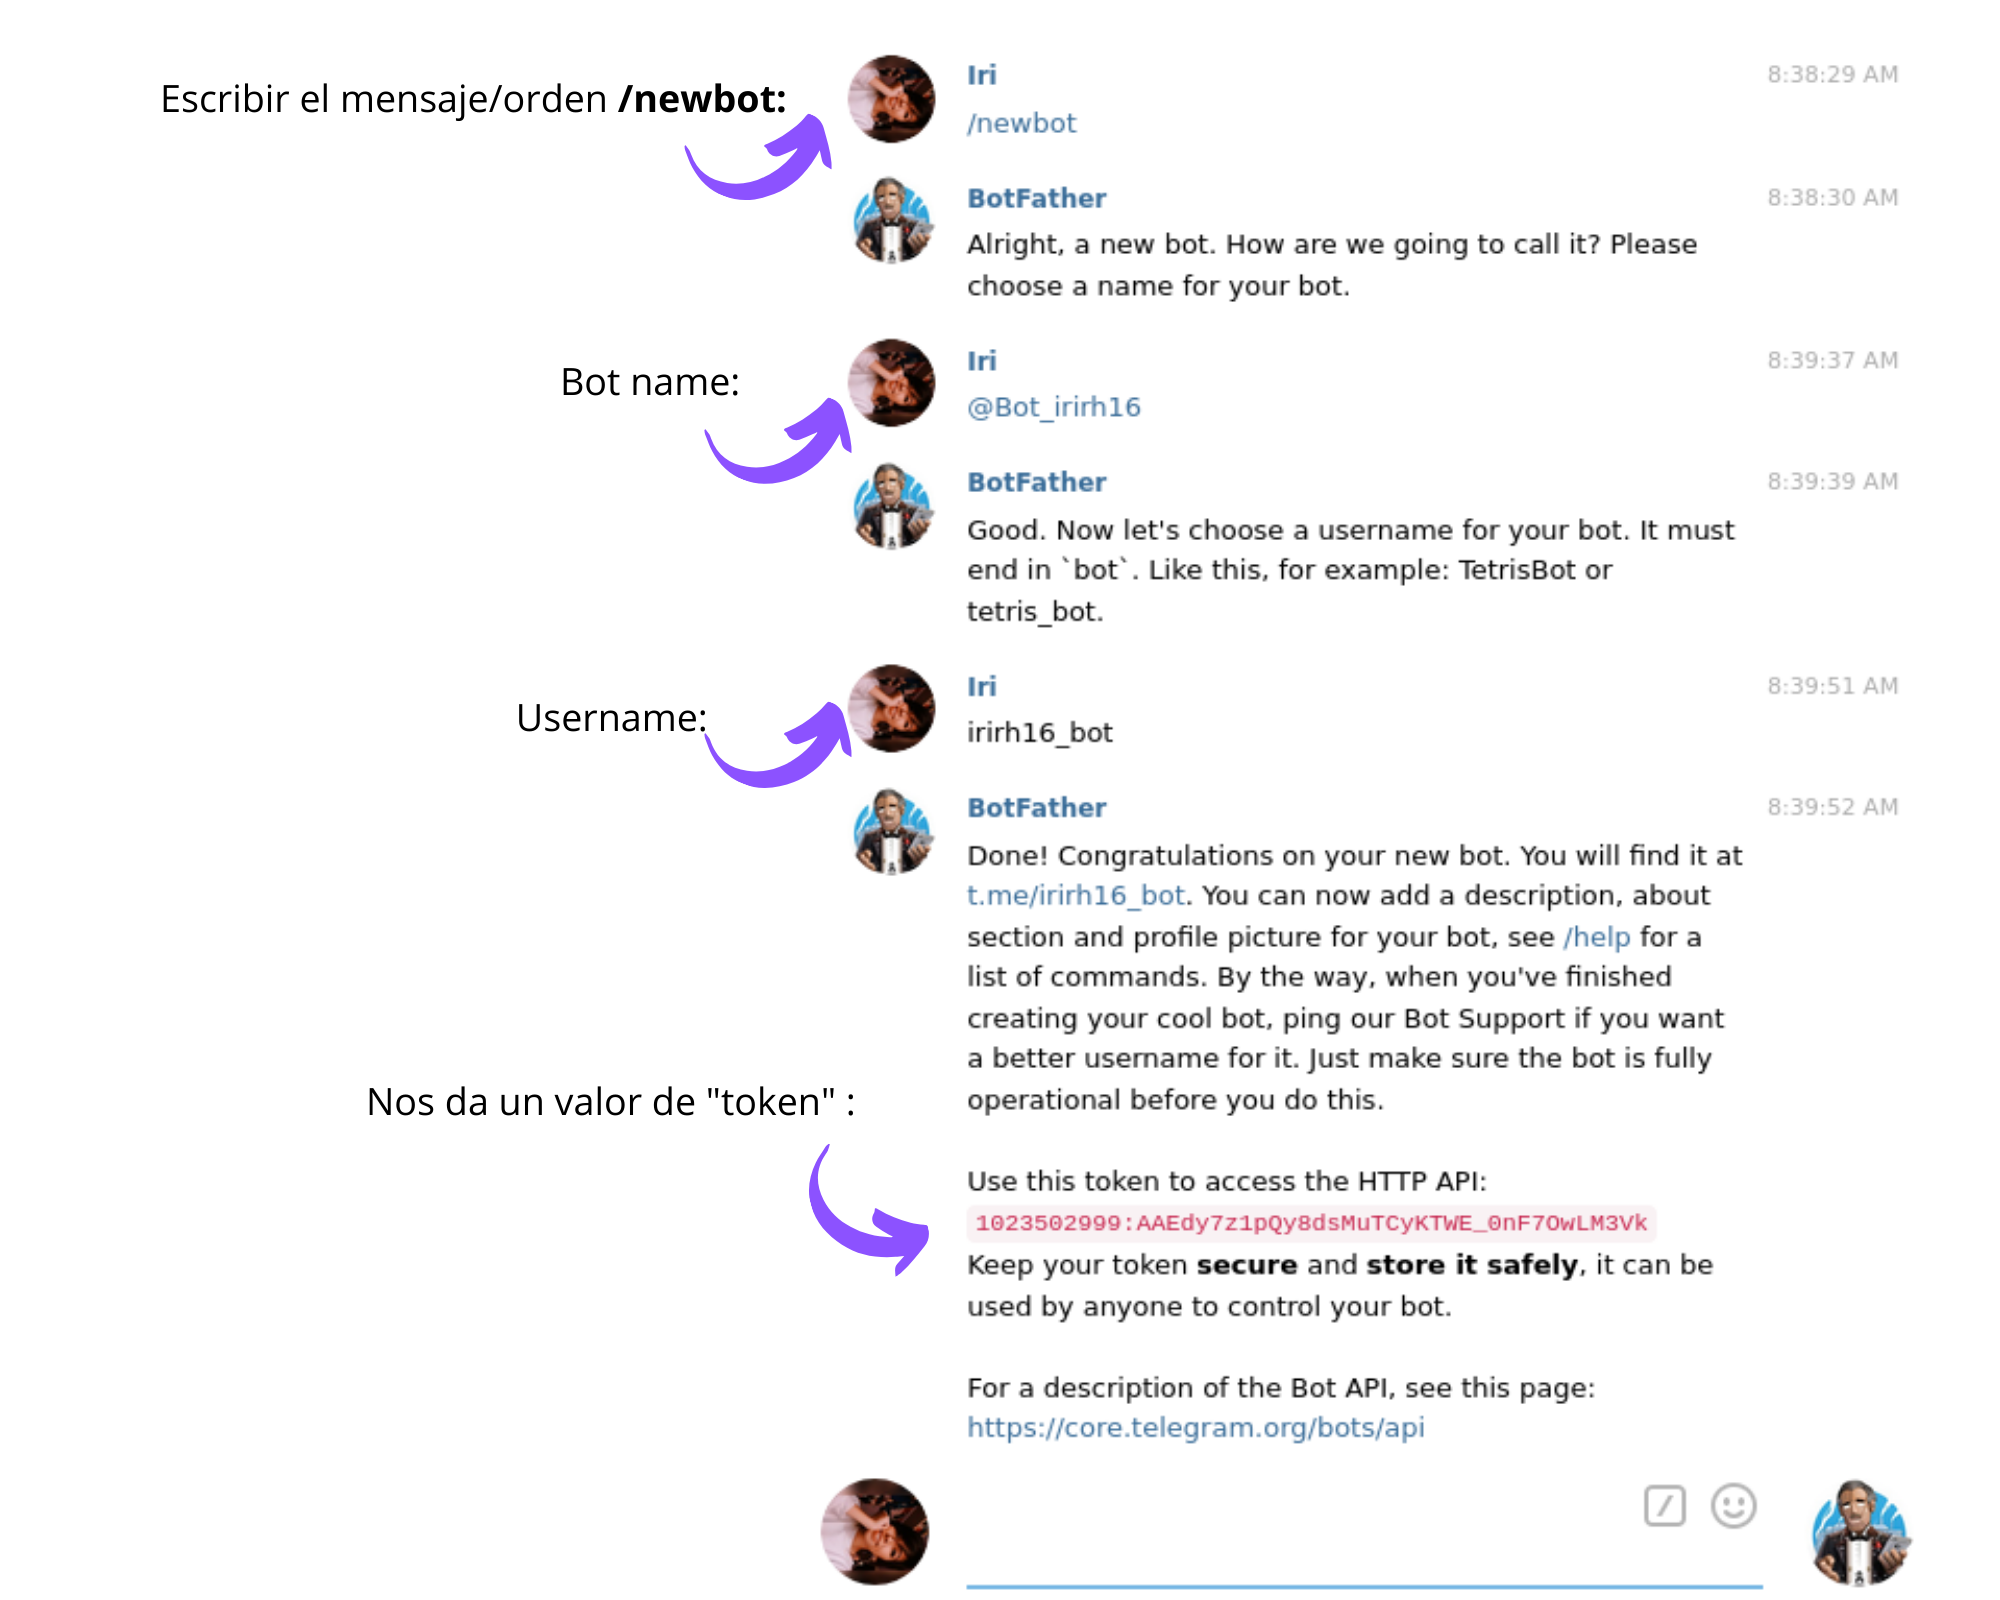 Escribir el mensaje/orden /newbot:
Iri 8:38:29 AM
/newbot
BotFather 8:38:30 AM
Alright, a new bot. How are we going to call it? Please
choose a name for your bot.
Bot name:
Iri 8:39:37 AM
@Bot_irirh16
BotFather 8:39:39 AM
Good. Now let's choose a username for your bot. It must
end in `bot`. Like this, for example: TetrisBot or
tetris_bot.
Username:
Iri 8:39:51 AM
irirh16_bot
BotFather 8:39:52 AM
Done! Congratulations on your new bot. You will find it at
t.me/irirh16_bot. You can now add a description, about
section and profile picture for your bot, see /help for a
list of commands. By the way, when you've finished
creating your cool bot, ping our Bot Support if you want
a better username for it. Just make sure the bot is fully
operational before you do this.
Nos da un valor de "token" :
Use this token to access the HTTP API:
1023502999:AAEdy7z1pQy8dsMuTCyKTWE_0nF7OwLM3Vk
Keep your token secure and store it safely, it can be
used by anyone to control your bot.
For a description of the Bot API, see this page:
https://core.telegram.org/bots/api